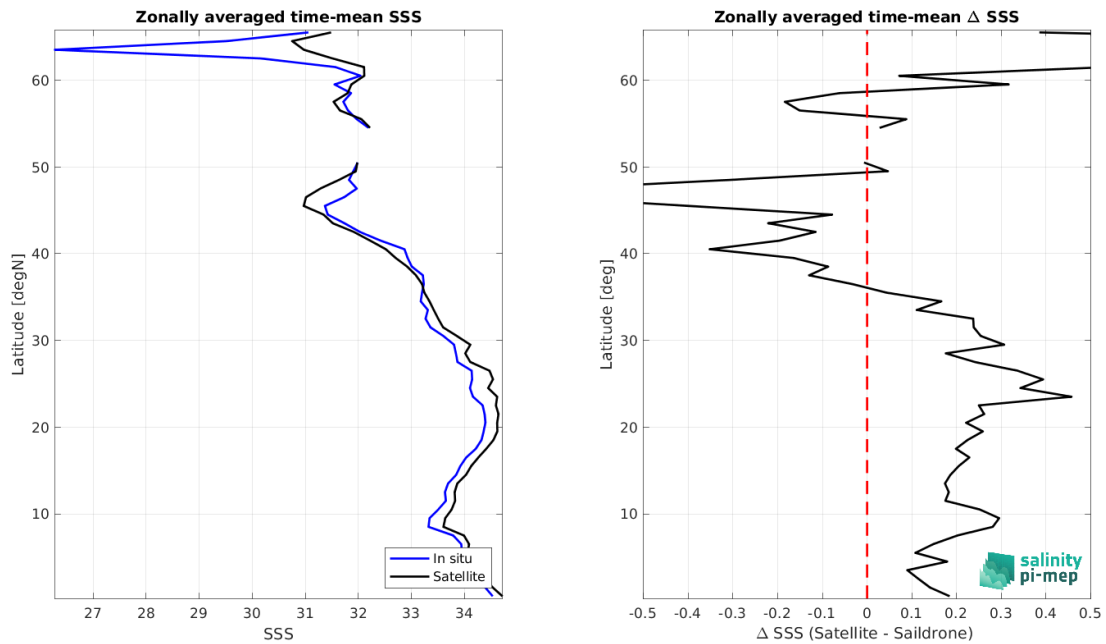 Zonally averaged time-mean SSS
Latitude [degN]
60
50
40
30
20
10
27 28 29 30 31 32 33 34
SSS
In situ
Satellite
Zonally averaged time-mean Δ SSS
Latitude [deg]
60
50
40
30
20
10
-0.5 -0.4 -0.3 -0.2 -0.1 0 0.1 0.2 0.3 0.4 0.5
Δ SSS (Satellite - Saildrone)
salinity
pi-mep